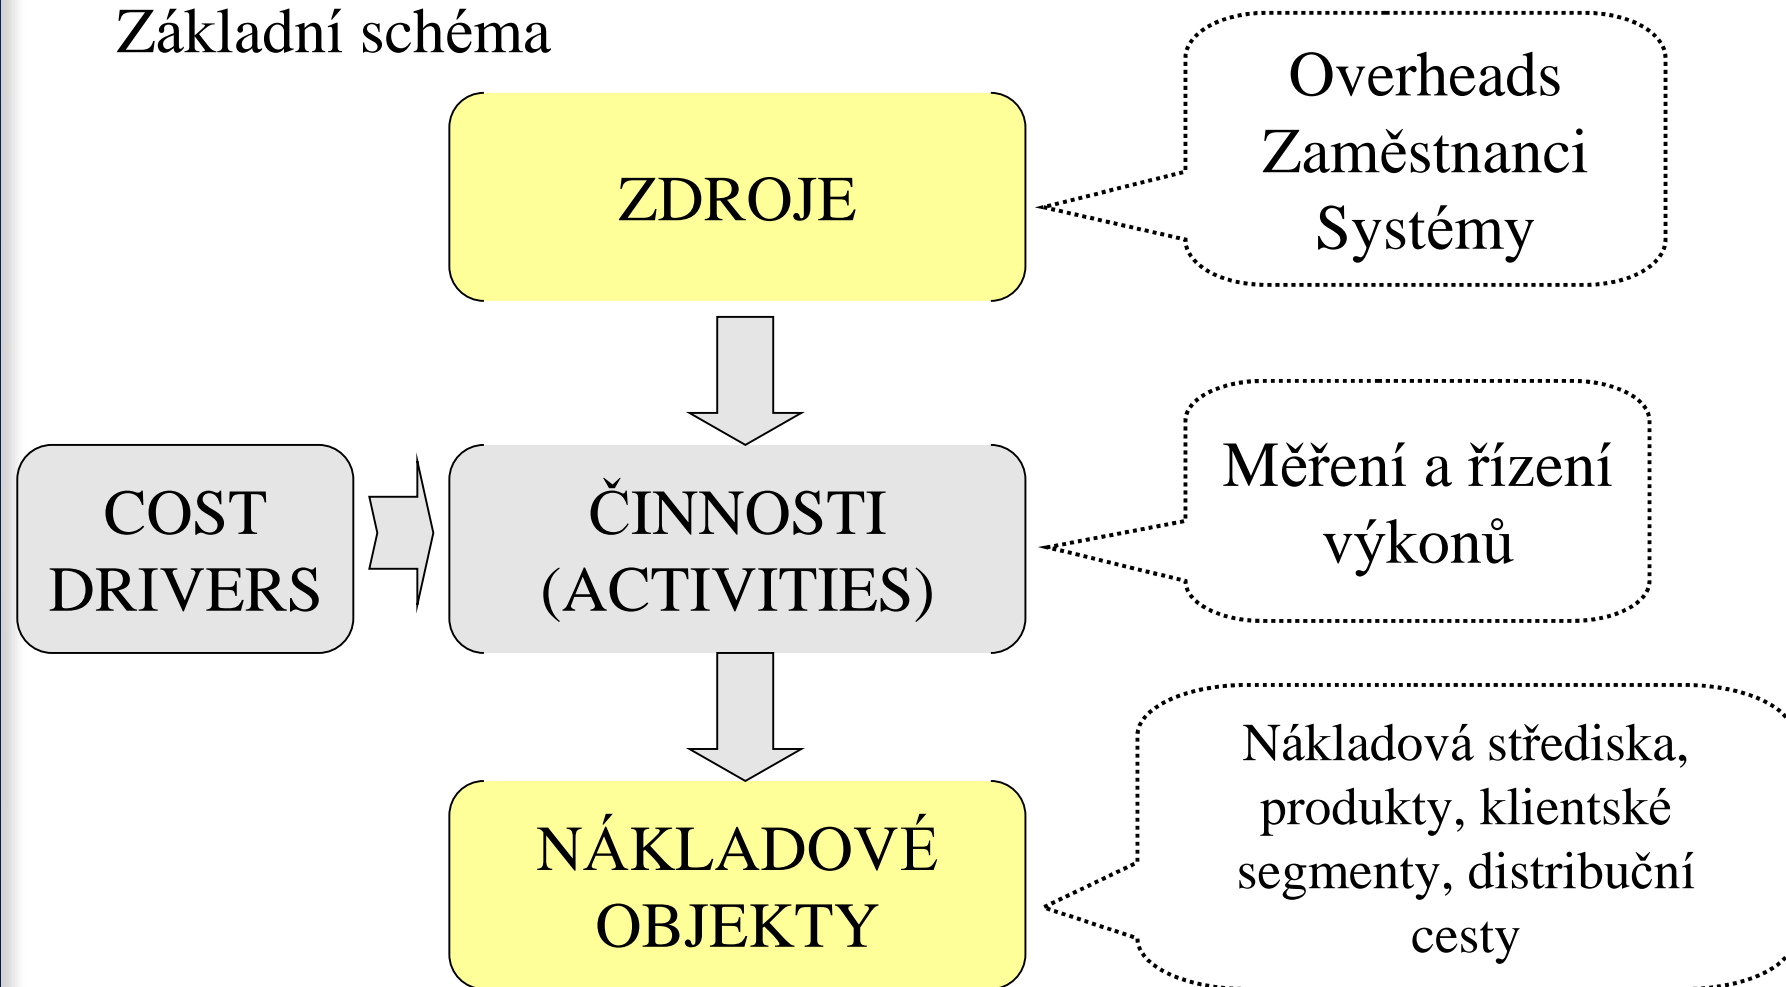 Základní schéma
Overheads
Zaměstnanci
Systémy
ZDROJE
Měření a řízení
výkonů
COST
DRIVERS
ČINNOSTI
(ACTIVITIES)
Nákladová střediska,
produkty, klientské
segmenty, distribuční
cesty
NÁKLADOVÉ
OBJEKTY